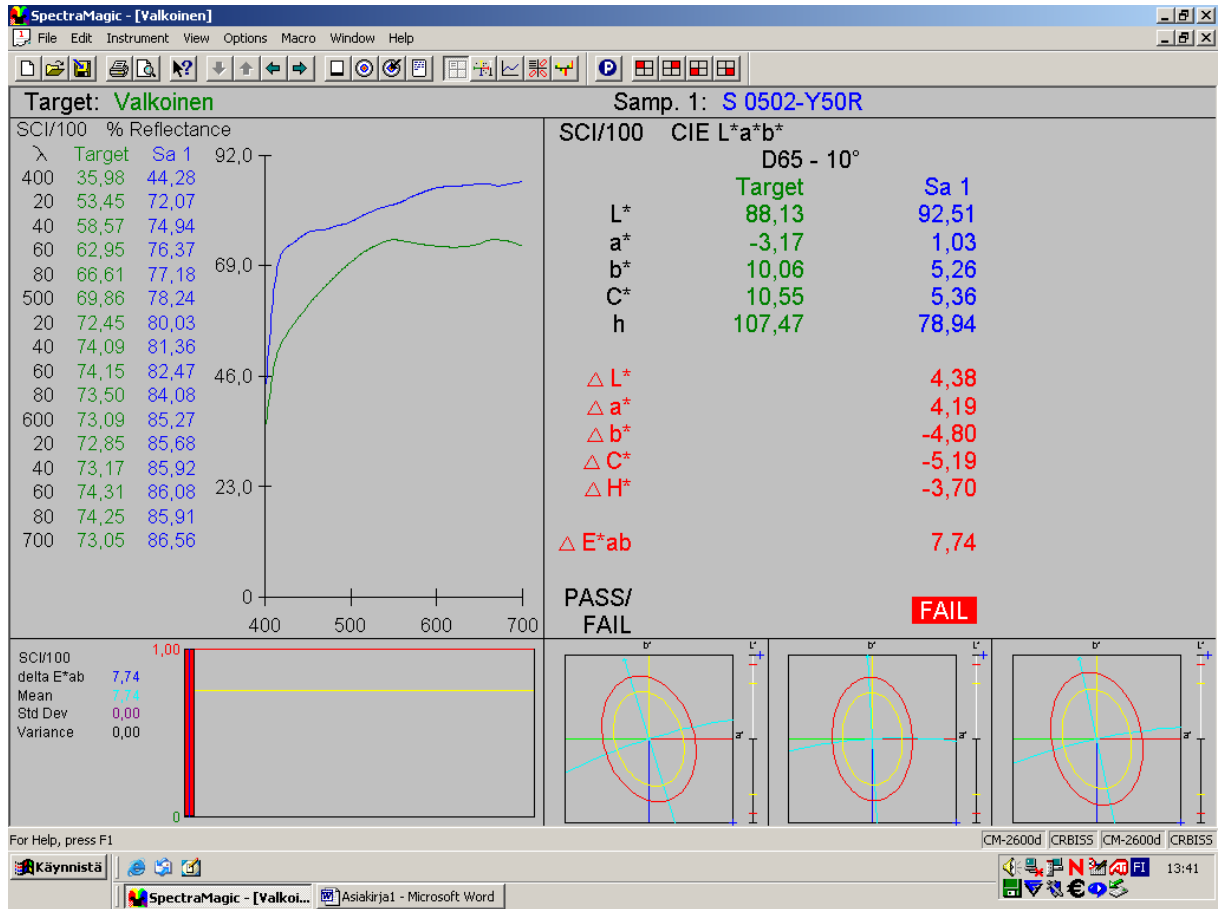 SpectraMagic - [Valkoinen]
File Edit Instrument View Options Macro Window Help
Target: Valkoinen
Samp. 1: S 0502-Y50R
SCI/100 % Reflectance
λ Target Sa 1
400 35,98 44,28
20 53,45 72,07
40 58,57 74,94
60 62,95 76,37
80 66,61 77,18
500 69,86 78,24
20 72,45 80,03
40 74,09 81,36
60 74,15 82,47
80 73,50 84,08
600 73,09 85,27
20 72,85 85,68
40 73,17 85,92
60 74,31 86,08
80 74,25 85,91
700 73,05 86,56
92,0
69,0
46,0
23,0
0
400 500 600 700
SCI/100 CIE L*a*b*
D65 - 10°
Target Sa 1
L* 88,13 92,51
a* -3,17 1,03
b* 10,06 5,26
C* 10,55 5,36
h 107,47 78,94
△ L* 4,38
△ a* 4,19
△ b* -4,80
△ C* -5,19
△ H* -3,70
△ E*ab 7,74
PASS/
FAIL
FAIL
SCI/100
delta E*ab 7,74
Mean 7,74
Std Dev 0,00
Variance 0,00
1,00
0
b* L*
a*
b* L*
a*
b* L*
a*
For Help, press F1
CM-2600d CRBISS CM-2600d CRBISS
Käynnistä
FI 13:41
SpectraMagic - [Valkoi...
Asiakirja1 - Microsoft Word